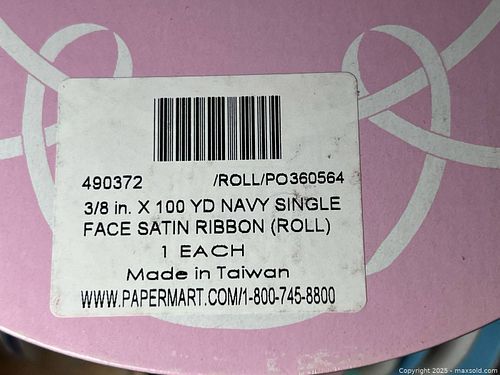 490372 /ROLL/PO360564
3/8 in. X 100 YD NAVY SINGLE
FACE SATIN RIBBON (ROLL)
1 EACH
Made in Taiwan
WWW.PAPERMART.COM/1-800-745-8800
Copyright 2025 - maxsold.com